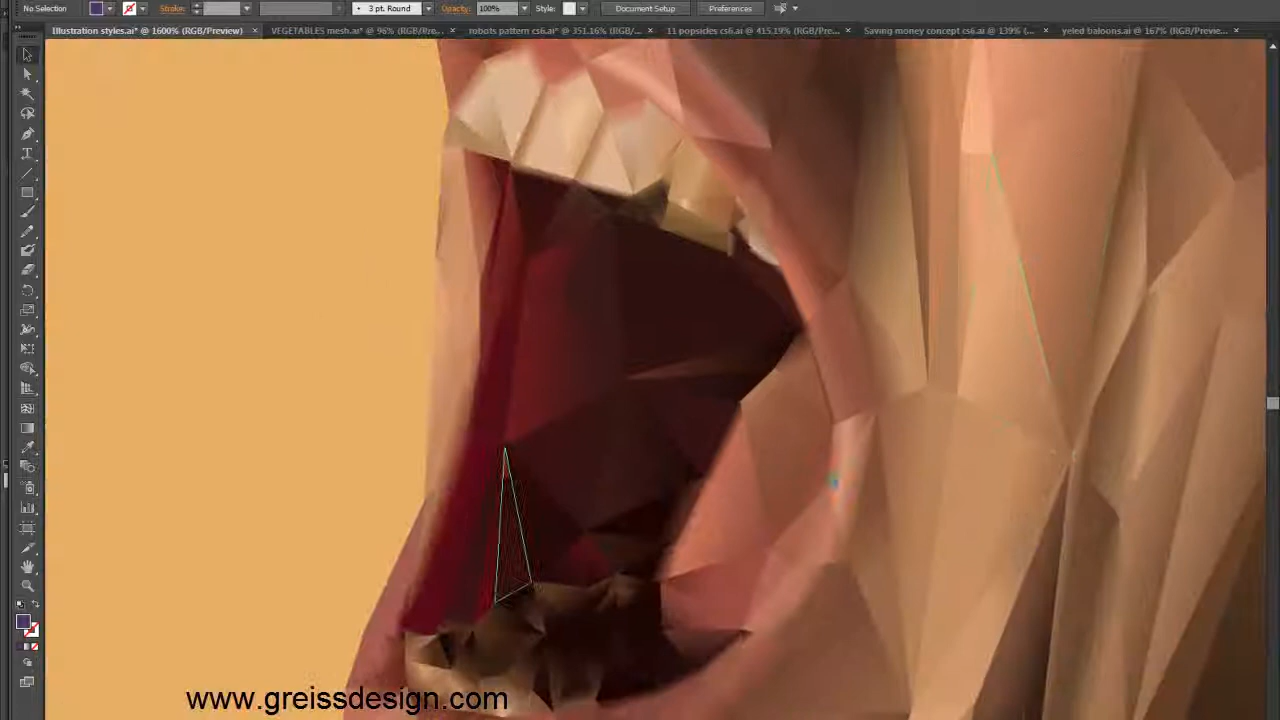 No Selection Stroke: 3 pt. Round Opacity: 100% Style: Document Setup Preferences
Illustration styles.ai* @ 1600% (RGB/Preview) × VEGETABLES mesh.ai* @ 96% (RGB/Pre... × robots pattern cs6.ai* @ 351.16% (RGB/... × 11 popsicles cs6.ai @ 415.19% (RGB/Pre... × Saving money concept cs6.ai @ 139% (... × yeled baloons.ai @ 167% (RGB/Previe... ×
www.greissdesign.com